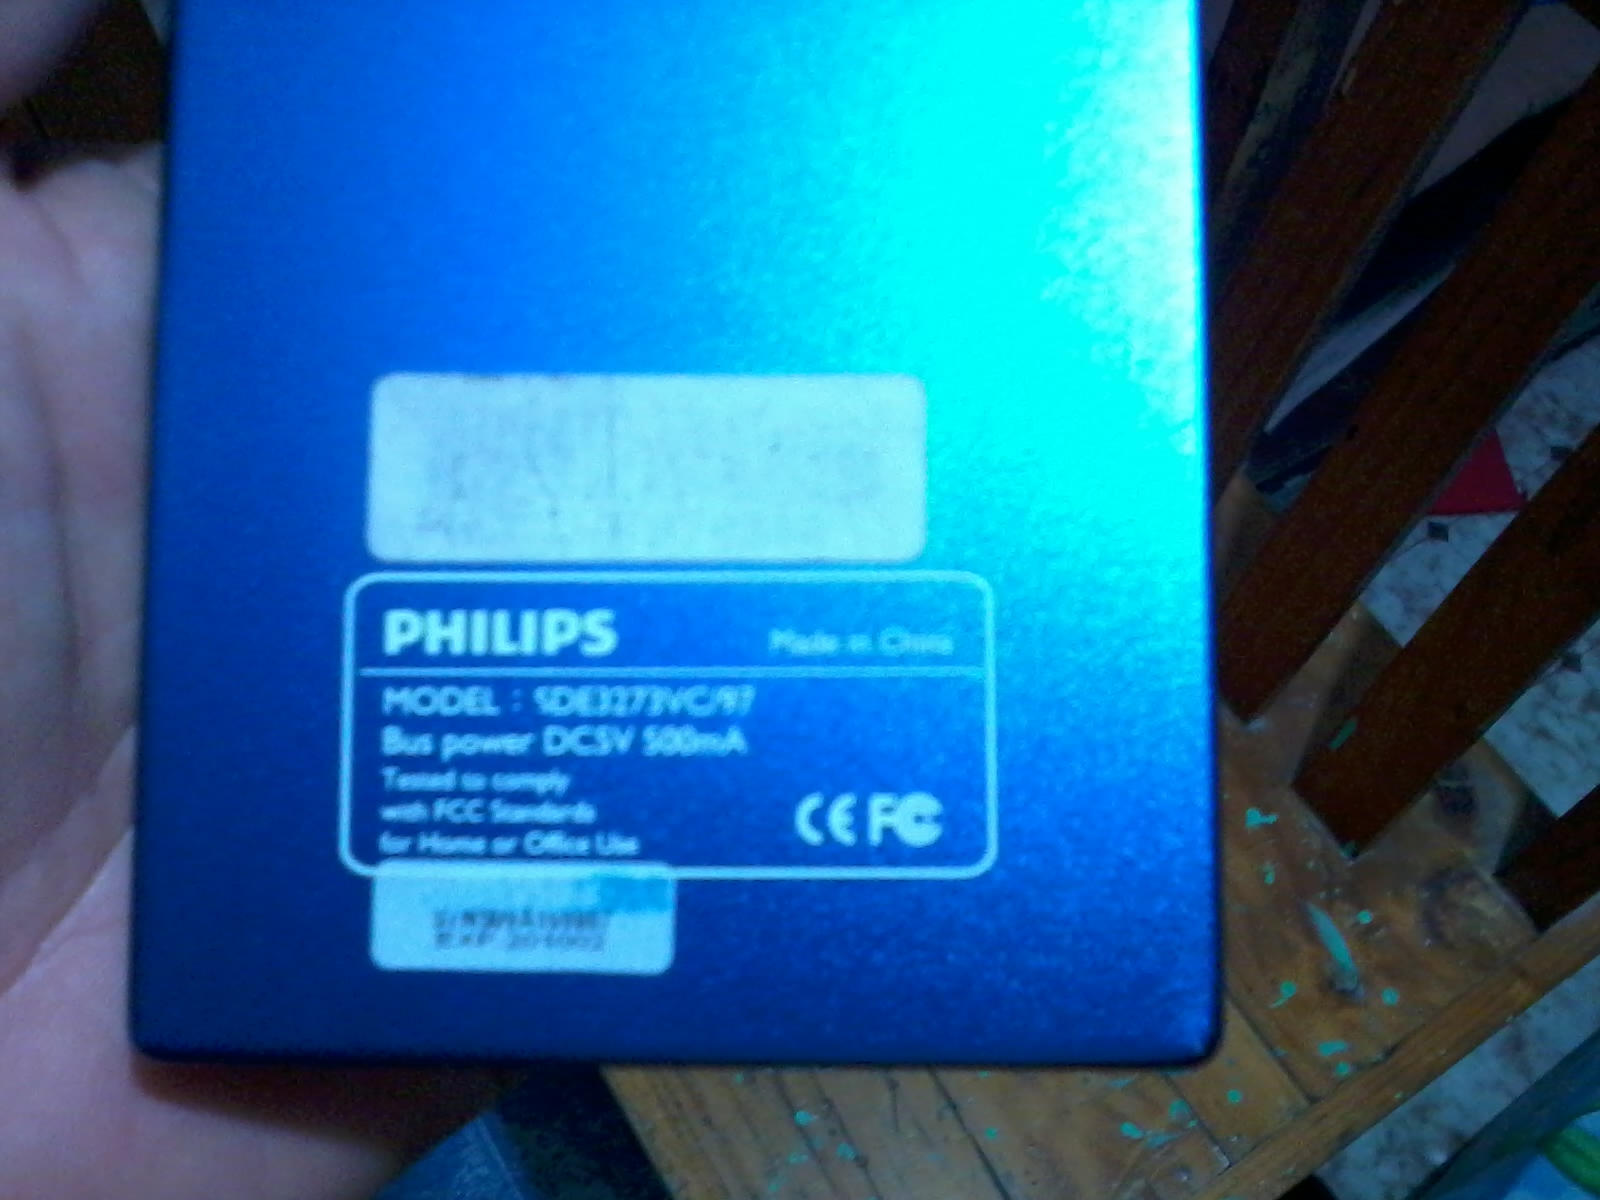 PHILIPS Made in China
MODEL : SDE3273VC/97
Bus power DC5V 500mA
Tested to comply
with FCC Standards
for Home or Office Use
CE FC